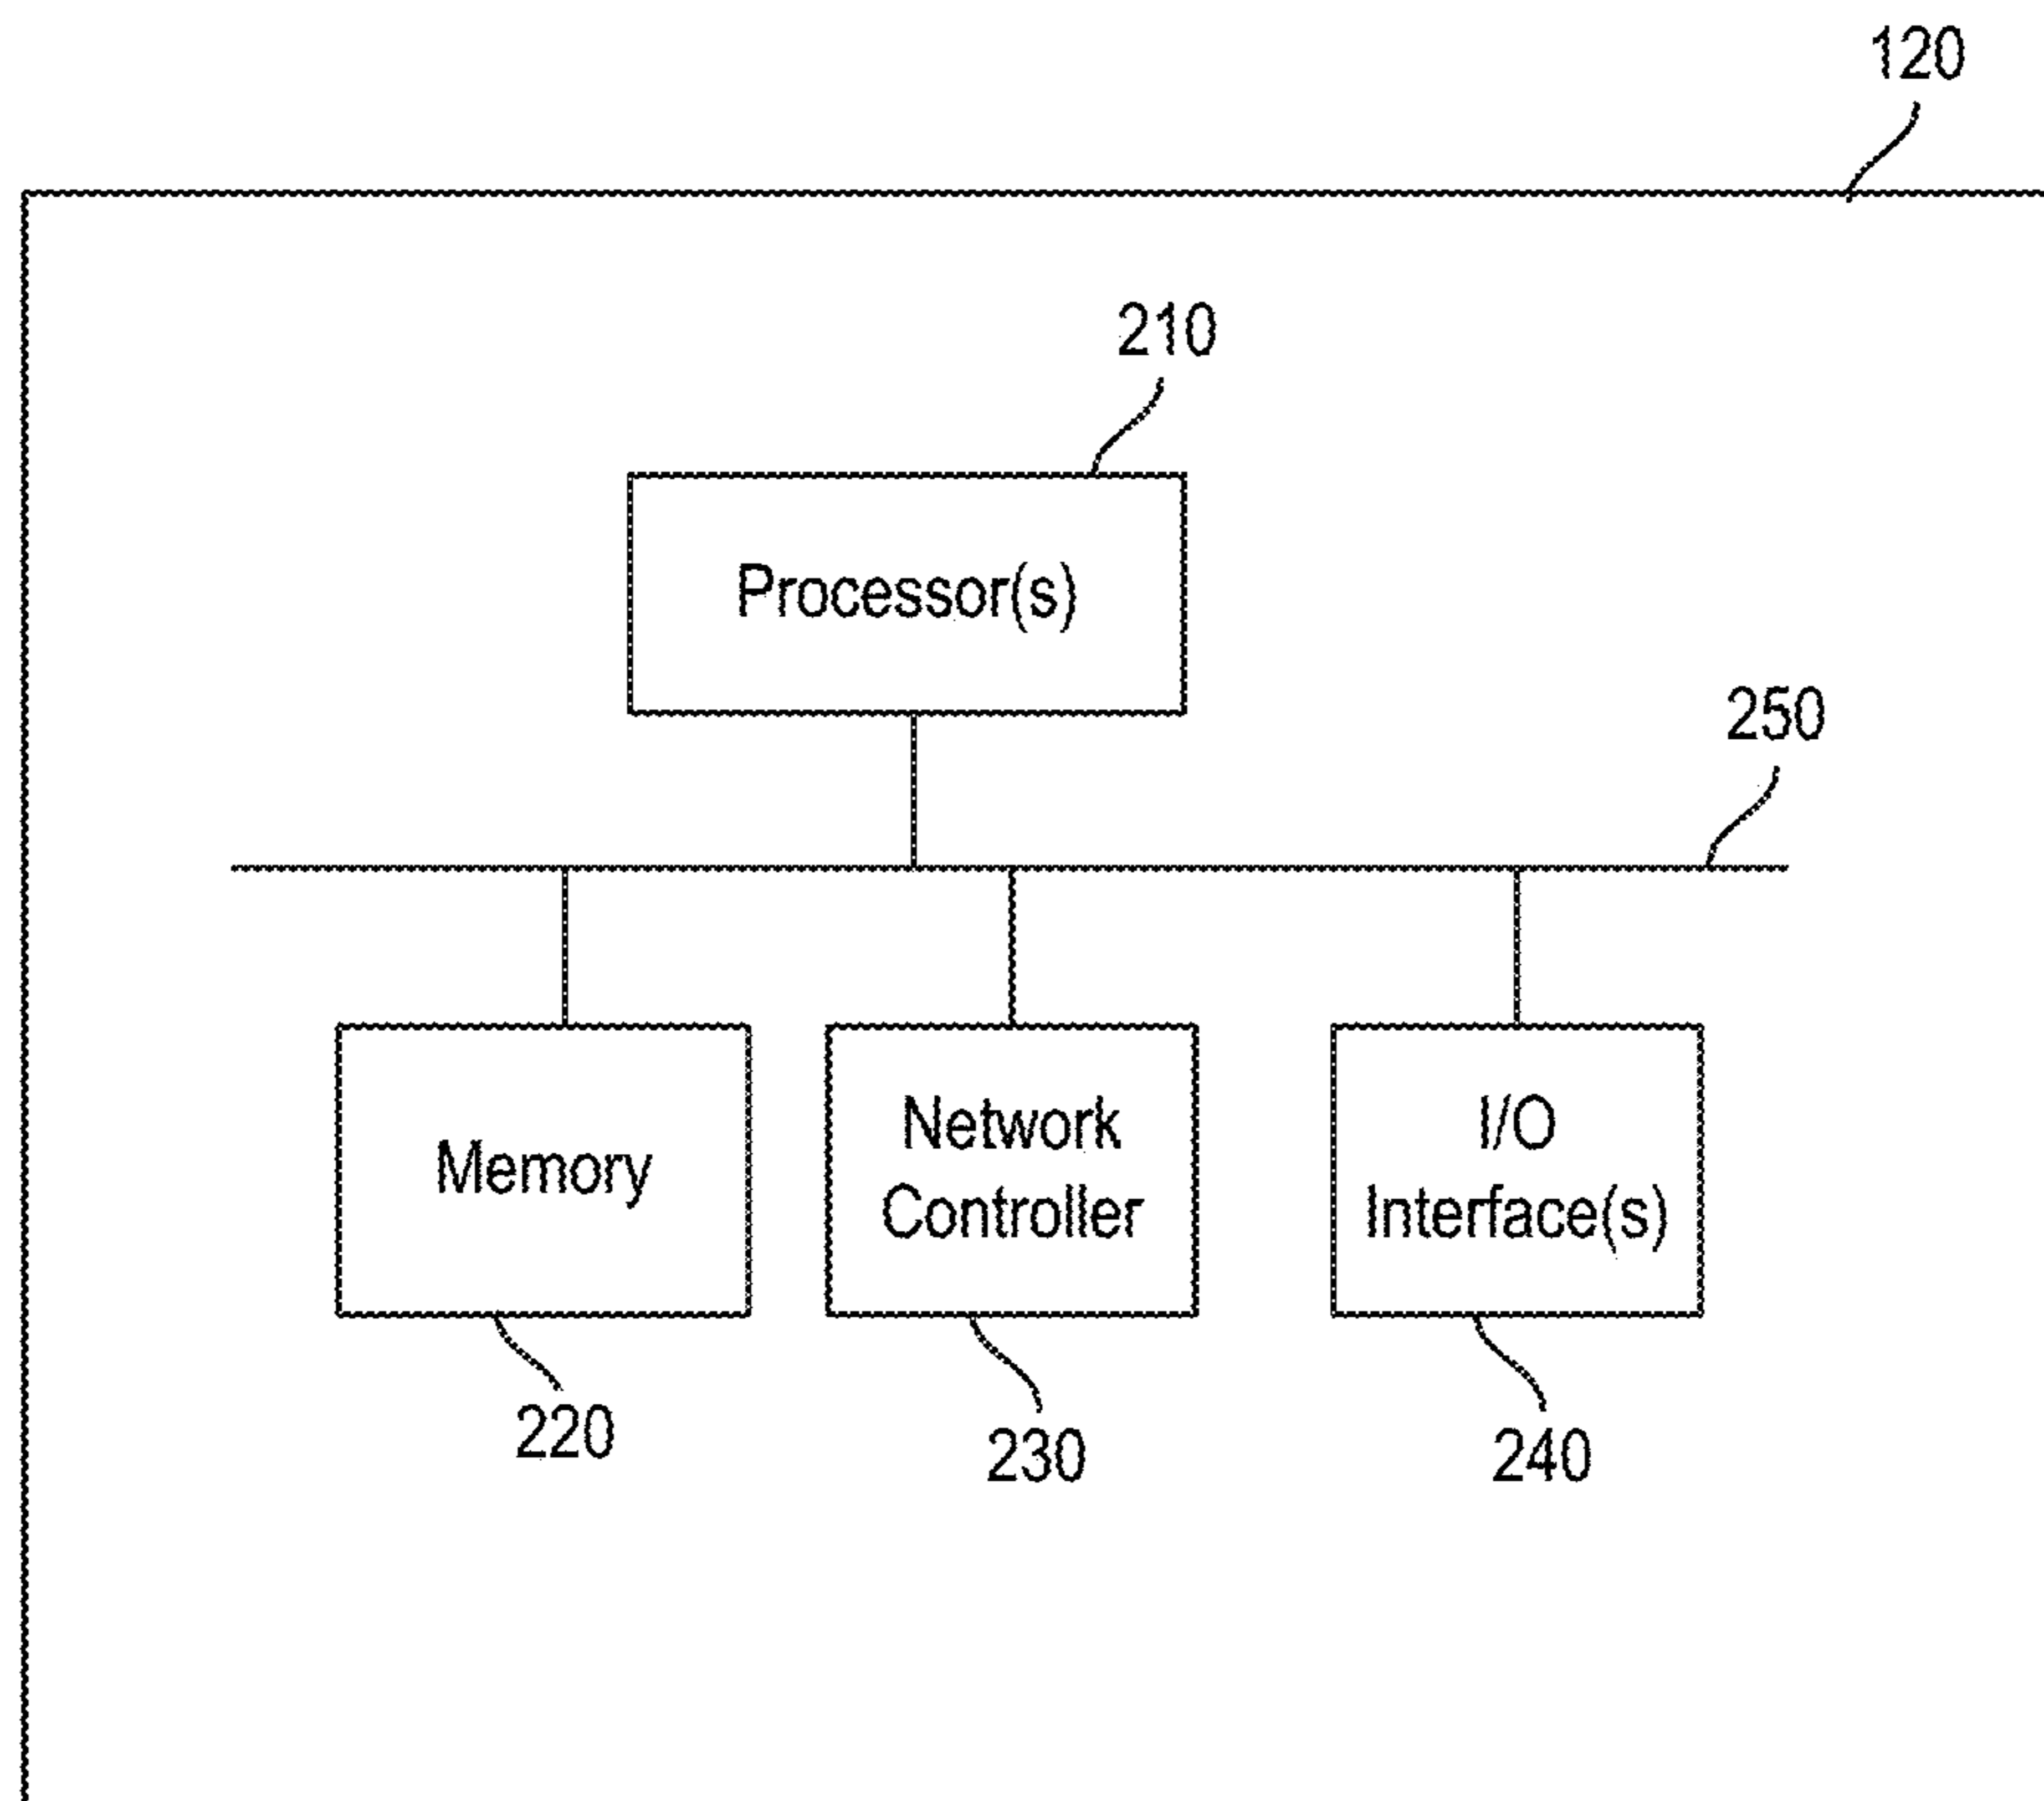 120
210
Processor(s)
250
Memory
Network
Controller
I/O
Interface(s)
220
230
240